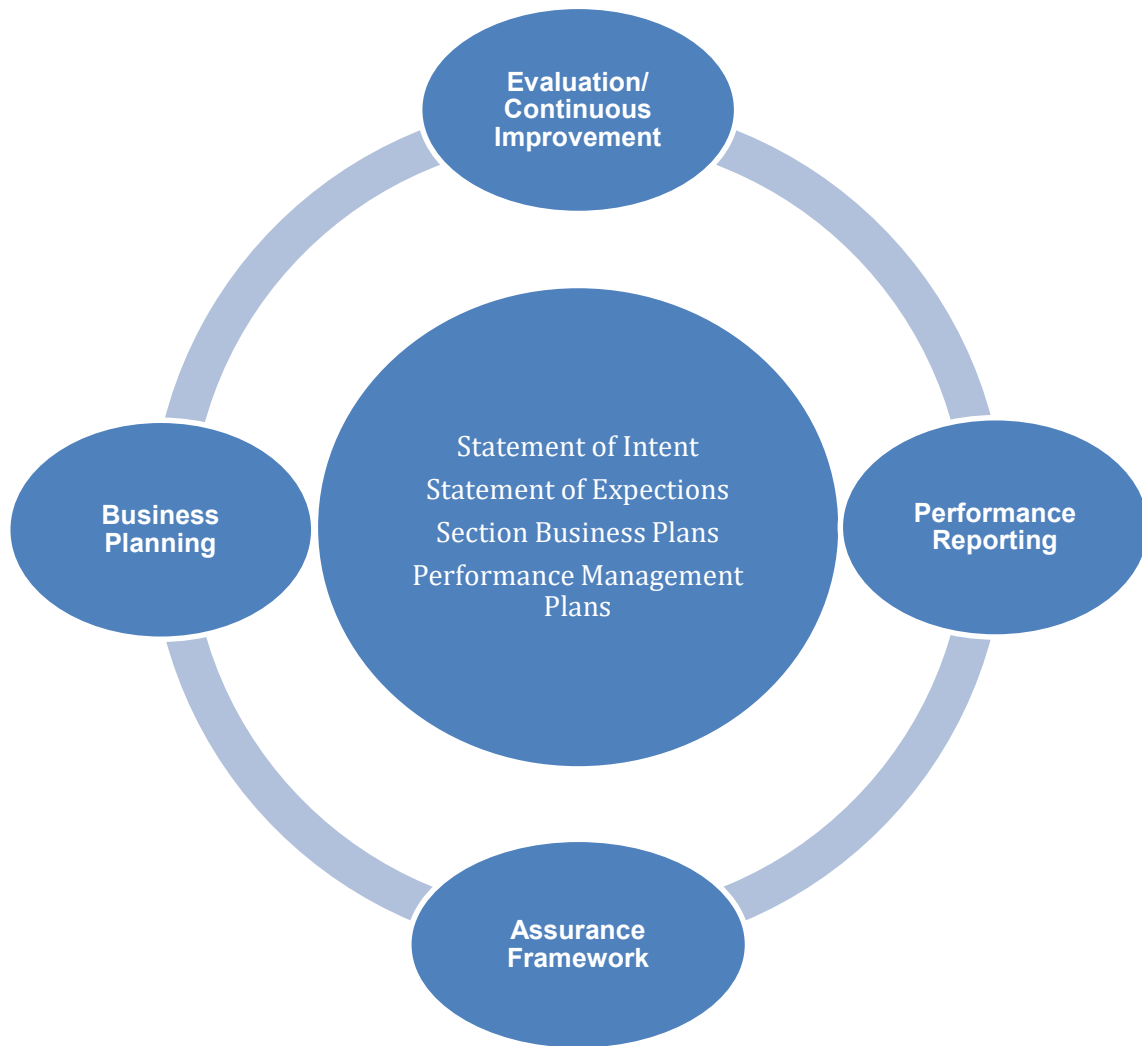 Evaluation/
Continuous
Improvement
Statement of Intent
Statement of Expections
Section Business Plans
Performance Management
Plans
Business
Planning
Performance
Reporting
Assurance
Framework